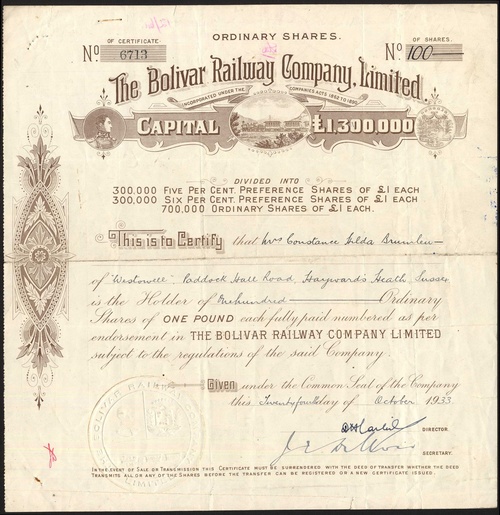 ORDINARY SHARES.
OF CERTIFICATE
Nº 6713
OF SHARES.
Nº 100
The Bolivar Railway Company, Limited.
INCORPORATED UNDER THE COMPANIES ACTS 1862 TO 1890
CAPITAL £1,300,000
DIVIDED INTO
300,000 FIVE PER CENT. PREFERENCE SHARES OF £1 EACH
300,000 SIX PER CENT. PREFERENCE SHARES OF £1 EACH
700,000 ORDINARY SHARES OF £1 EACH.
This is to Certify that Mrs Constance Hilda
of "Westowell" Paddock Hall Road, Haywards Heath, Sussex
is the Holder of Onehundred Ordinary
Shares of ONE POUND each fully paid numbered as per
endorsement in THE BOLIVAR RAILWAY COMPANY LIMITED
subject to the regulations of the said Company.
Given under the Common Seal of the Company
this Twentyfourth day of October 1933
DIRECTOR.
SECRETARY.
IN THE EVENT OF SALE OR TRANSMISSION THIS CERTIFICATE MUST BE SURRENDERED WITH THE DEED OF TRANSFER WHETHER THE DEED
TRANSMITS ALL OR ANY OF THE SHARES BEFORE THE TRANSFER CAN BE REGISTERED OR A NEW CERTIFICATE ISSUED.